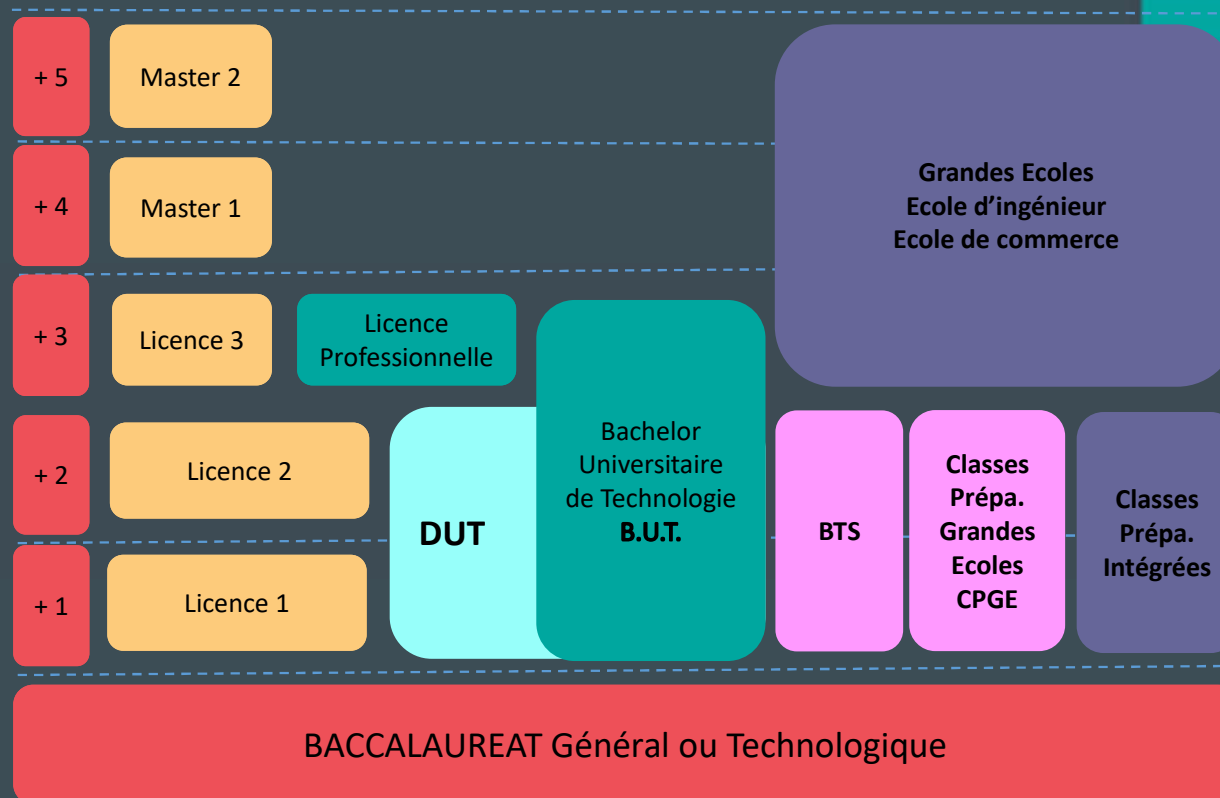 + 5
Master 2
Grandes Ecoles
Ecole d’ingénieur
Ecole de commerce
+ 4
Master 1
+ 3
Licence 3
Licence
Professionnelle
Bachelor
Universitaire
de Technologie
B.U.T.
+ 2
Licence 2
DUT
BTS
Classes
Prépa.
Grandes
Ecoles
CPGE
Classes
Prépa.
Intégrées
+ 1
Licence 1
BACCALAUREAT Général ou Technologique